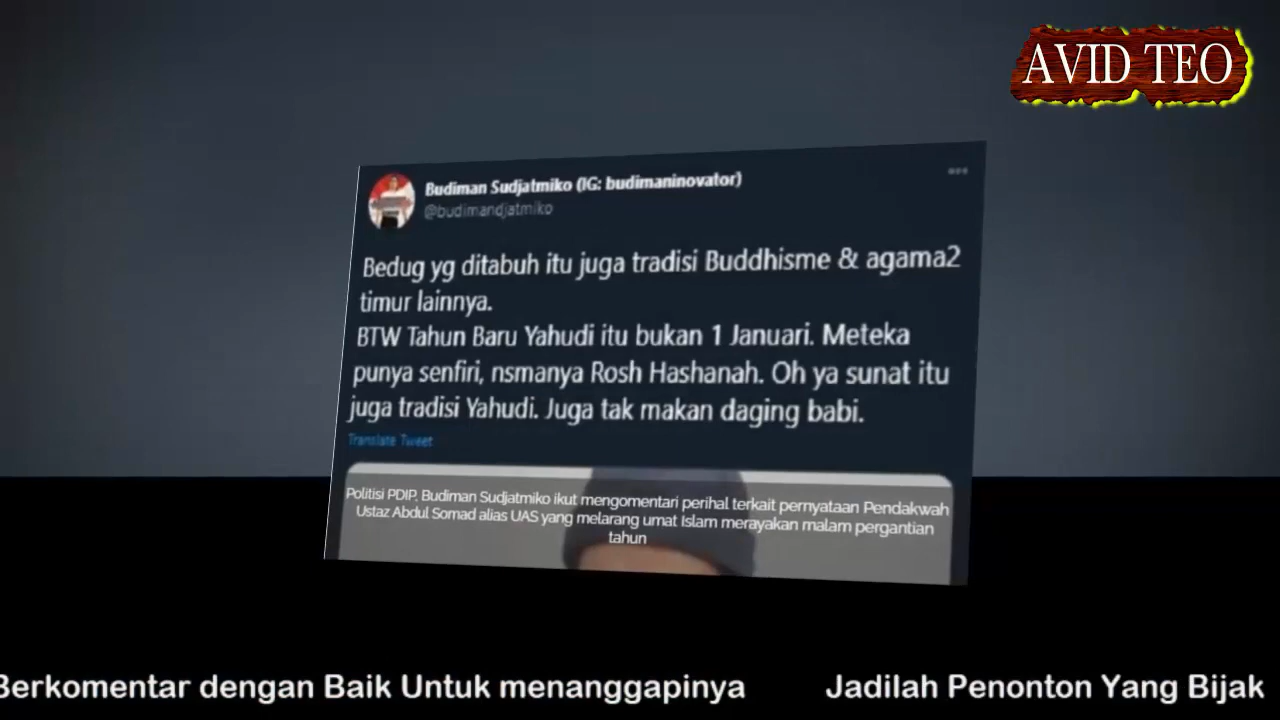 AVID TEO
Budiman Sudjatmiko (IG: budimaninovator)
@budimandjatmiko
Bedug yg ditabuh itu juga tradisi Buddhisme & agama2
timur lainnya.
BTW Tahun Baru Yahudi itu bukan 1 Januari. Meteka
punya senfiri, nsmanya Rosh Hashanah. Oh ya sunat itu
juga tradisi Yahudi. Juga tak makan daging babi.
Translate Tweet
Politisi PDIP, Budiman Sudjatmiko ikut mengomentari perihal terkait pernyataan Pendakwah
Ustaz Abdul Somad alias UAS yang melarang umat Islam merayakan malam pergantian
tahun
Berkomentar dengan Baik Untuk menanggapinya Jadilah Penonton Yang Bijak